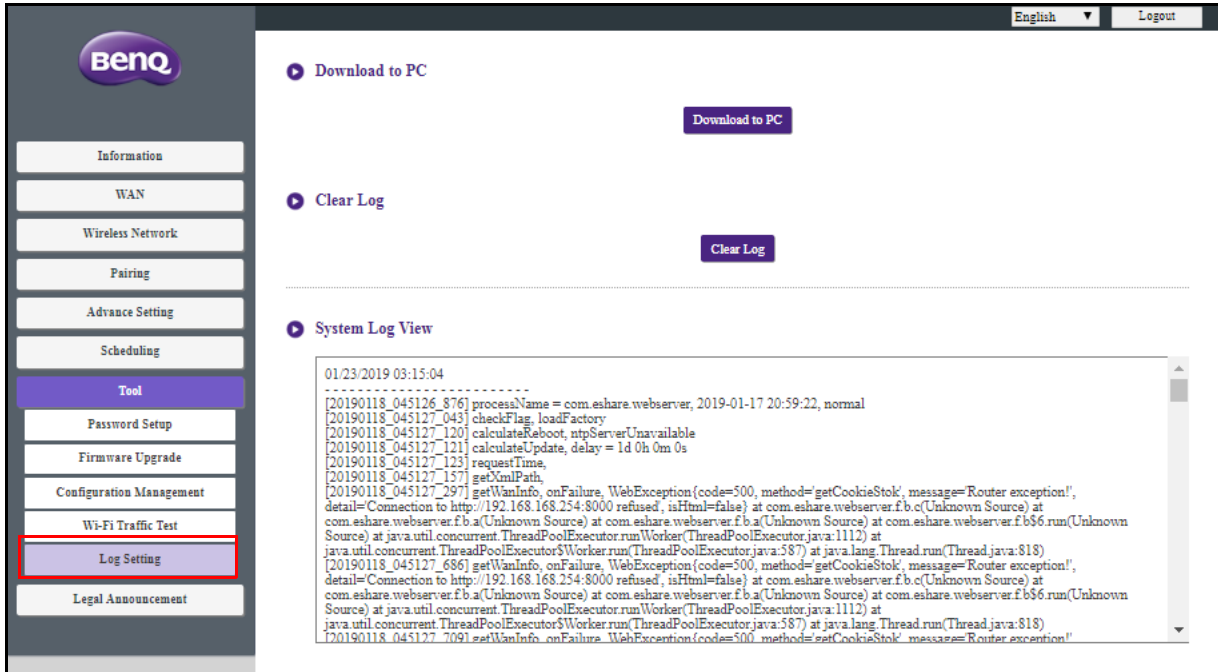 English ▼ Logout
BenQ
Information
WAN
Wireless Network
Pairing
Advance Setting
Scheduling
Tool
Password Setup
Firmware Upgrade
Configuration Management
Wi-Fi Traffic Test
Log Setting
Legal Announcement
Download to PC
Download to PC
Clear Log
Clear Log
System Log View
01/23/2019 03:15:04
- - - - - - - - - - - - - - - - - - - - - - - - -
[20190118_045126_876] processName = com.eshare.webserver, 2019-01-17 20:59:22, normal
[20190118_045127_043] checkFlag, loadFactory
[20190118_045127_120] calculateReboot, ntpServerUnavailable
[20190118_045127_121] calculateUpdate, delay = 1d 0h 0m 0s
[20190118_045127_123] requestTime,
[20190118_045127_157] getXmlPath,
[20190118_045127_297] getWanInfo, onFailure, WebException{code=500, method='getCookieStok', message='Router exception!',
detail='Connection to http://192.168.168.254:8000 refused', isHtml=false} at com.eshare.webserver.f.b.c(Unknown Source) at
com.eshare.webserver.f.b.a(Unknown Source) at com.eshare.webserver.f.b.a(Unknown Source) at com.eshare.webserver.f.b$6.run(Unknown
Source) at java.util.concurrent.ThreadPoolExecutor.runWorker(ThreadPoolExecutor.java:1112) at
java.util.concurrent.ThreadPoolExecutor$Worker.run(ThreadPoolExecutor.java:587) at java.lang.Thread.run(Thread.java:818)
[20190118_045127_686] getWanInfo, onFailure, WebException{code=500, method='getCookieStok', message='Router exception!',
detail='Connection to http://192.168.168.254:8000 refused', isHtml=false} at com.eshare.webserver.f.b.c(Unknown Source) at
com.eshare.webserver.f.b.a(Unknown Source) at com.eshare.webserver.f.b.a(Unknown Source) at com.eshare.webserver.f.b$6.run(Unknown
Source) at java.util.concurrent.ThreadPoolExecutor.runWorker(ThreadPoolExecutor.java:1112) at
java.util.concurrent.ThreadPoolExecutor$Worker.run(ThreadPoolExecutor.java:587) at java.lang.Thread.run(Thread.java:818)
[20190118_045127_709] getWanInfo, onFailure, WebException{code=500, method='getCookieStok', message='Router exception!',